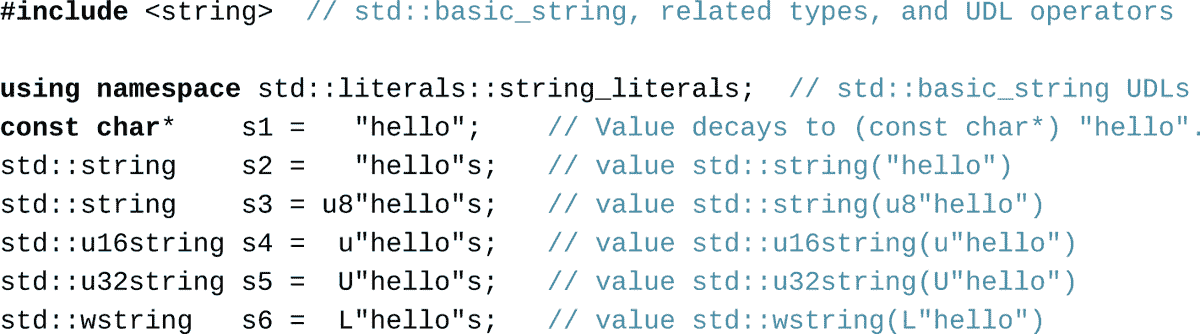 #include <string>  // std::basic_string, related types, and UDL operators
using namespace std::literals::string_literals;  // std::basic_string UDLs
const char*    s1 =   "hello";    // Value decays to (const char*) "hello".
std::string    s2 =   "hello"s;   // value std::string("hello")
std::string    s3 = u8"hello"s;   // value std::string(u8"hello")
std::u16string s4 =  u"hello"s;   // value std::u16string(u"hello")
std::u32string s5 =  U"hello"s;   // value std::u32string(U"hello")
std::wstring   s6 =  L"hello"s;   // value std::wstring(L"hello")